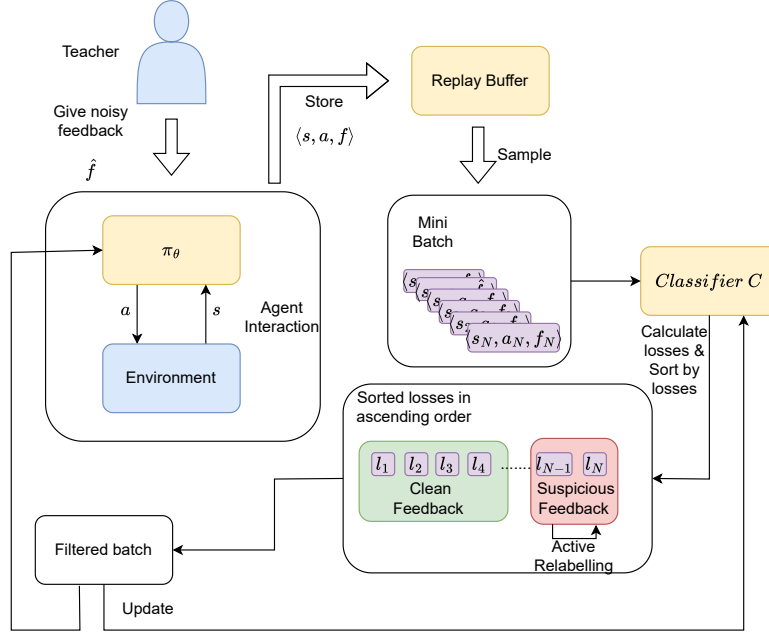 Teacher
Give noisy
feedback
$\hat{f}$
Store
⟨s, a, f⟩
Replay Buffer
Sample
π_θ
a
s
Agent
Interaction
Environment
Mini
Batch
⟨s_N, a_N, f_N⟩
Classifier C
Calculate
losses &
Sort by
losses
Sorted losses in
ascending order
l_1 l_2 l_3 l_4 ........ l_{N−1} l_N
Clean
Feedback
Suspicious
Feedback
Active
Relabelling
Filtered batch
Update